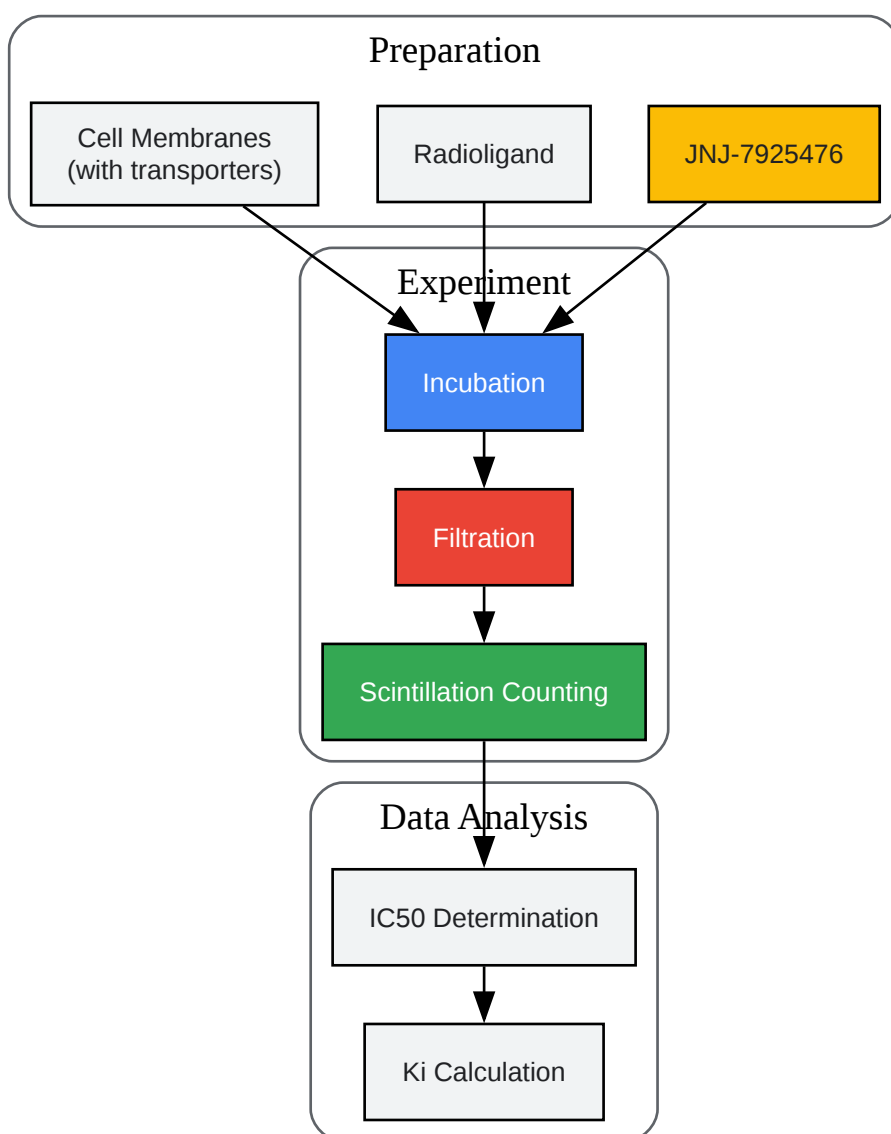 Preparation
Cell Membranes
(with transporters)
Radioligand
JNJ-7925476
Experiment
Incubation
Filtration
Scintillation Counting
Data Analysis
IC50 Determination
Ki Calculation